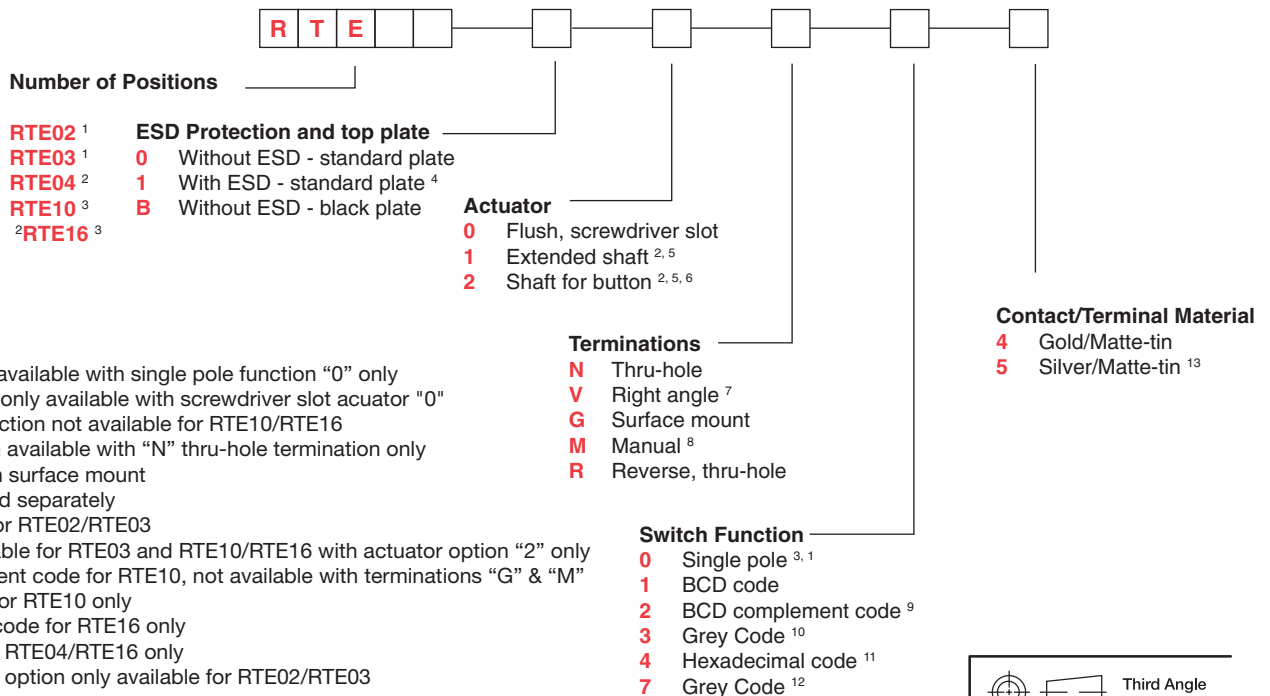 R T E
Number of Positions
RTE02 1
RTE03 1
RTE04 2
RTE10 3
2RTE16 3
ESD Protection and top plate
0 Without ESD - standard plate
1 With ESD - standard plate 4
B Without ESD - black plate
Actuator
0 Flush, screwdriver slot
1 Extended shaft 2, 5
2 Shaft for button 2, 5, 6
Terminations
N Thru-hole
V Right angle 7
G Surface mount
M Manual 8
R Reverse, thru-hole
Switch Function
0 Single pole 3, 1
1 BCD code
2 BCD complement code 9
3 Grey Code 10
4 Hexadecimal code 11
7 Grey Code 12
Contact/Terminal Material
4 Gold/Matte-tin
5 Silver/Matte-tin 13
available with single pole function “0” only
only available with screwdriver slot acuator "0"
ction not available for RTE10/RTE16
available with “N” thru-hole termination only
surface mount
d separately
or RTE02/RTE03
able for RTE03 and RTE10/RTE16 with actuator option “2” only
ent code for RTE10, not available with terminations “G” & “M”
or RTE10 only
code for RTE16 only
RTE04/RTE16 only
option only available for RTE02/RTE03
Third Angle